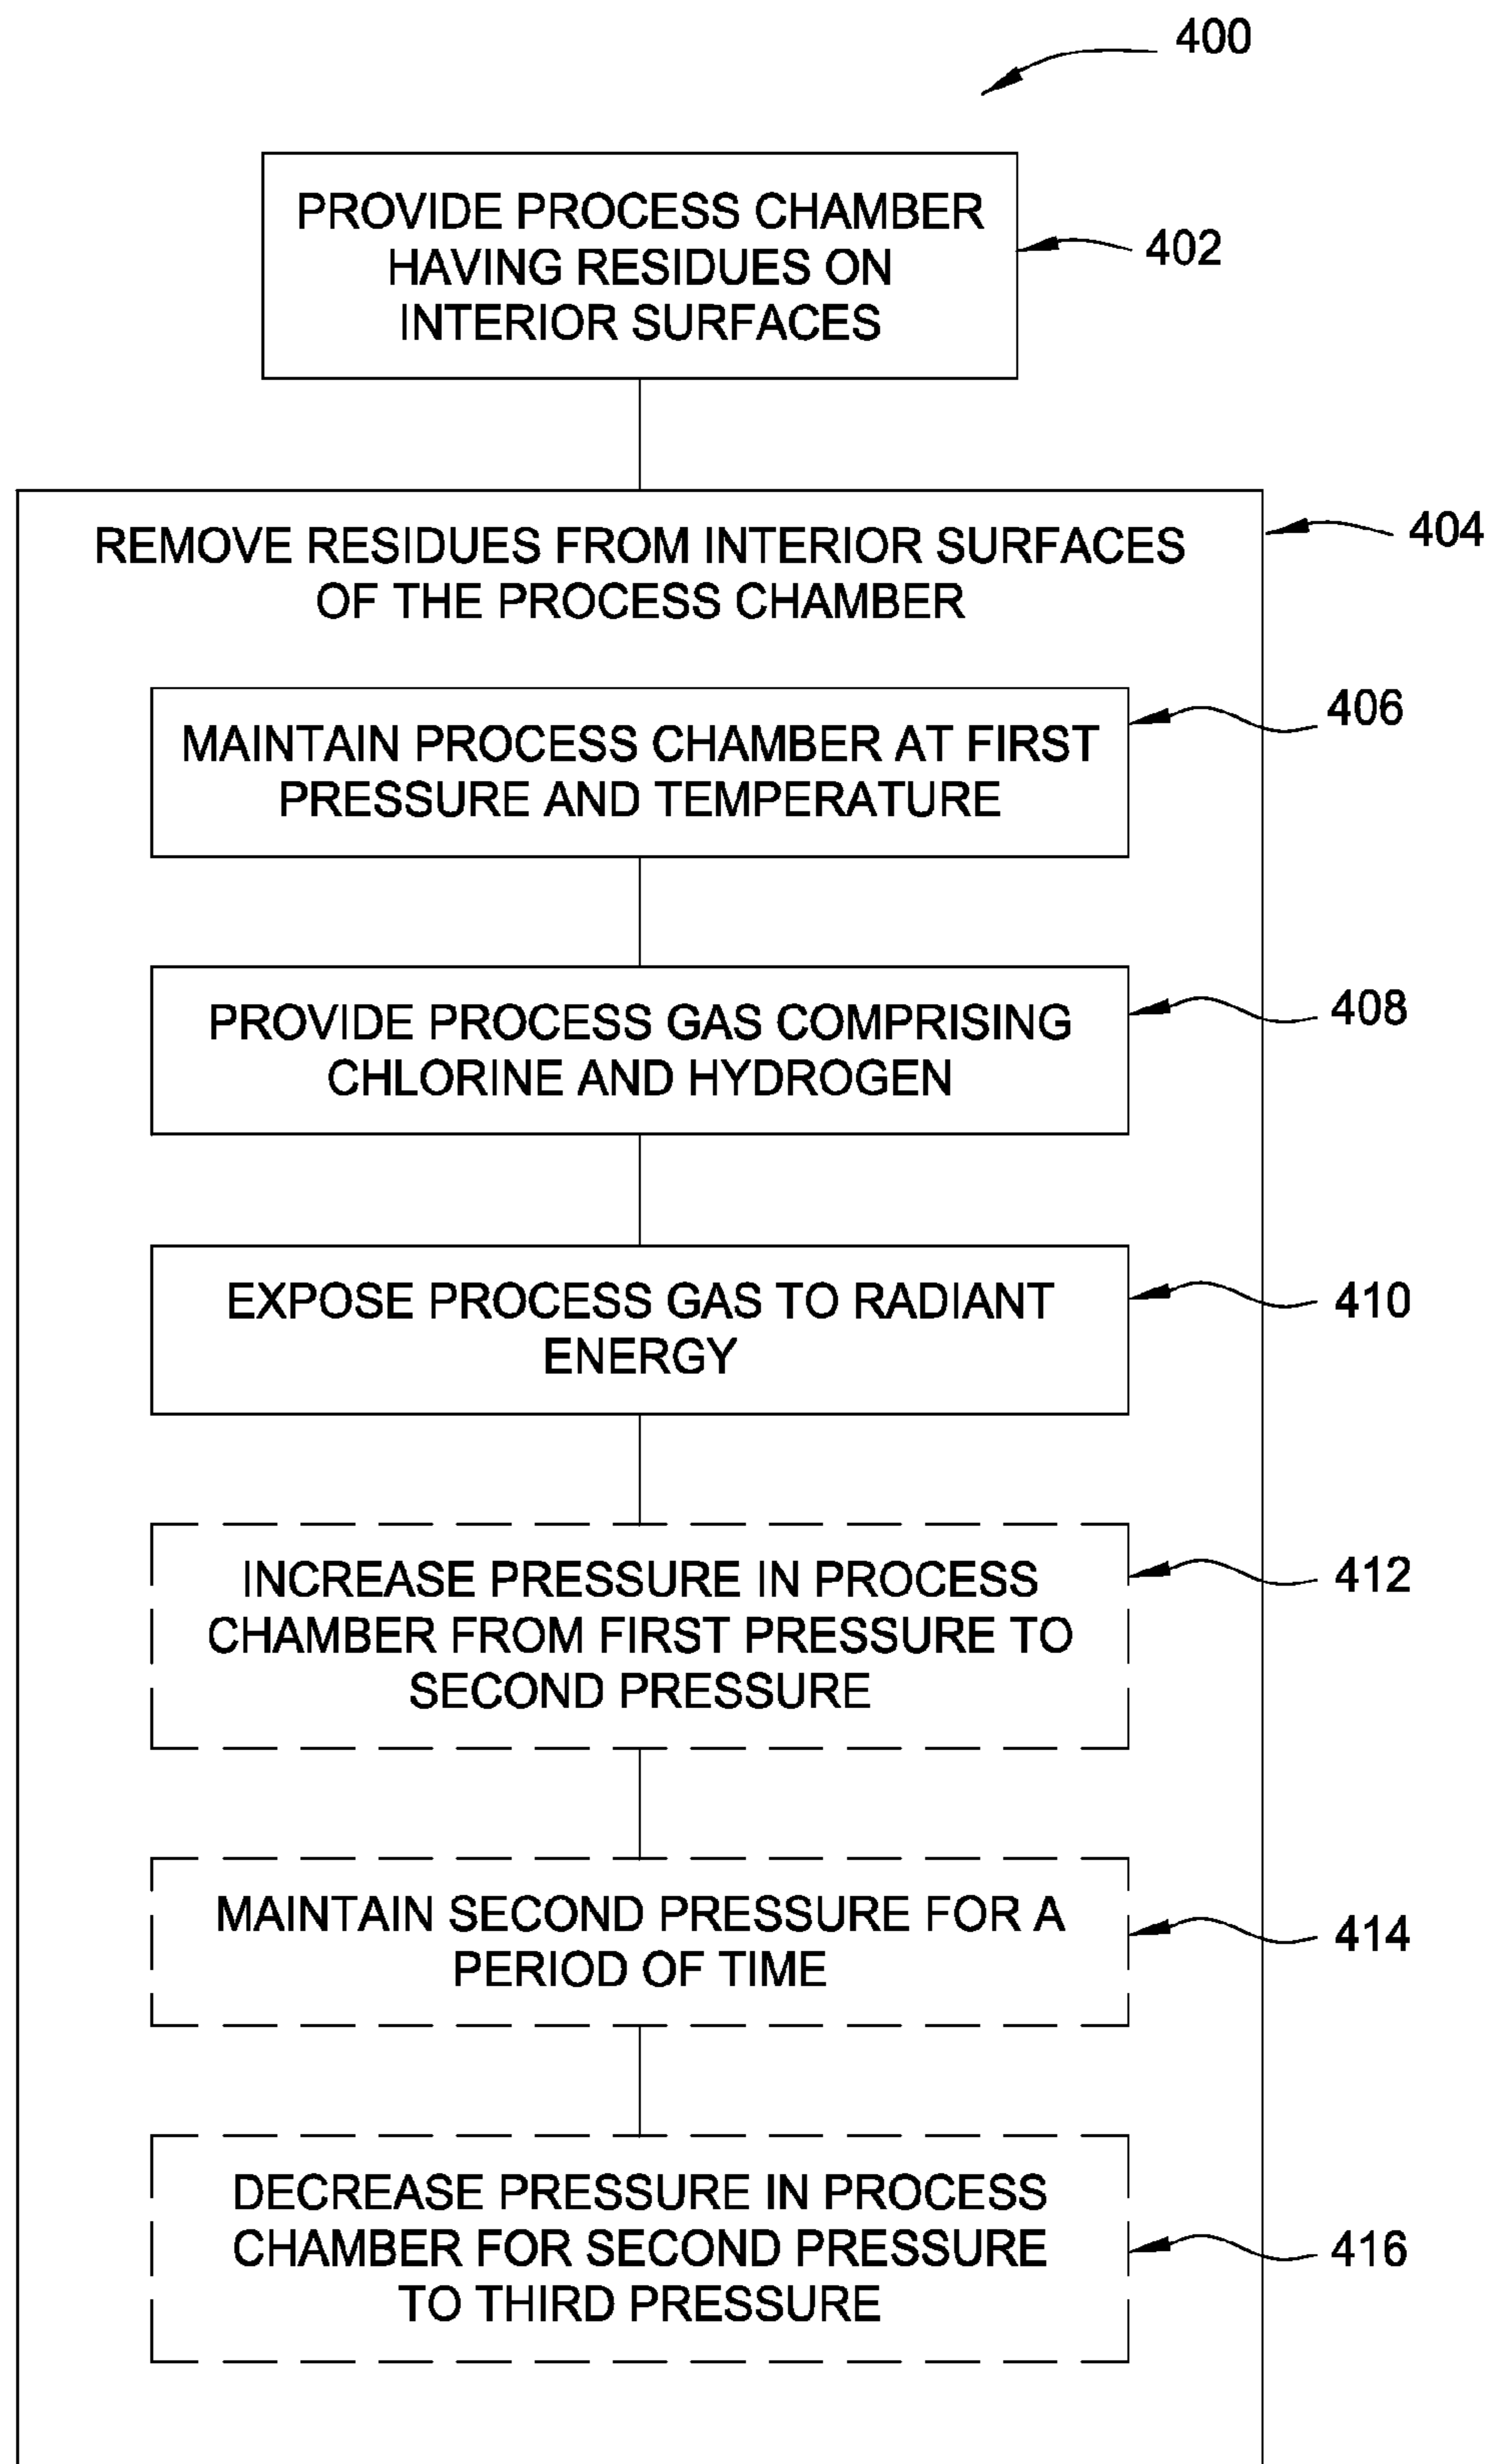 400
PROVIDE PROCESS CHAMBER
HAVING RESIDUES ON
INTERIOR SURFACES
402
REMOVE RESIDUES FROM INTERIOR SURFACES
OF THE PROCESS CHAMBER
404
MAINTAIN PROCESS CHAMBER AT FIRST
PRESSURE AND TEMPERATURE
406
PROVIDE PROCESS GAS COMPRISING
CHLORINE AND HYDROGEN
408
EXPOSE PROCESS GAS TO RADIANT
ENERGY
410
INCREASE PRESSURE IN PROCESS
CHAMBER FROM FIRST PRESSURE TO
SECOND PRESSURE
412
MAINTAIN SECOND PRESSURE FOR A
PERIOD OF TIME
414
DECREASE PRESSURE IN PROCESS
CHAMBER FOR SECOND PRESSURE
TO THIRD PRESSURE
416